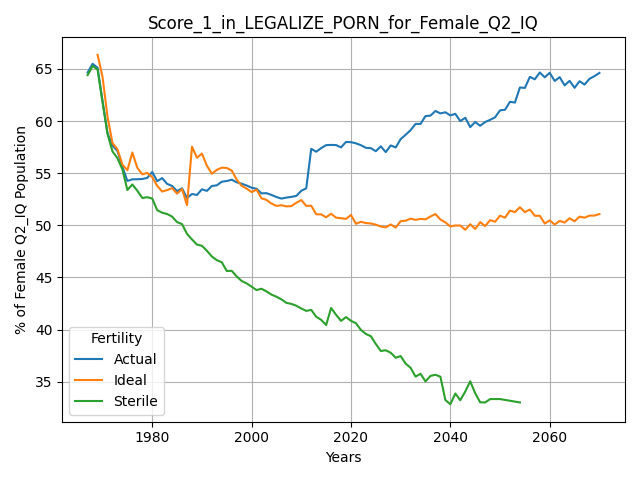 Score_1_in_LEGALIZE_PORN_for_Female_Q2_IQ
% of Female Q2_IQ Population
65
60
55
50
45
40
35
Fertility
Actual
Ideal
Sterile
1980 2000 2020 2040 2060
Years